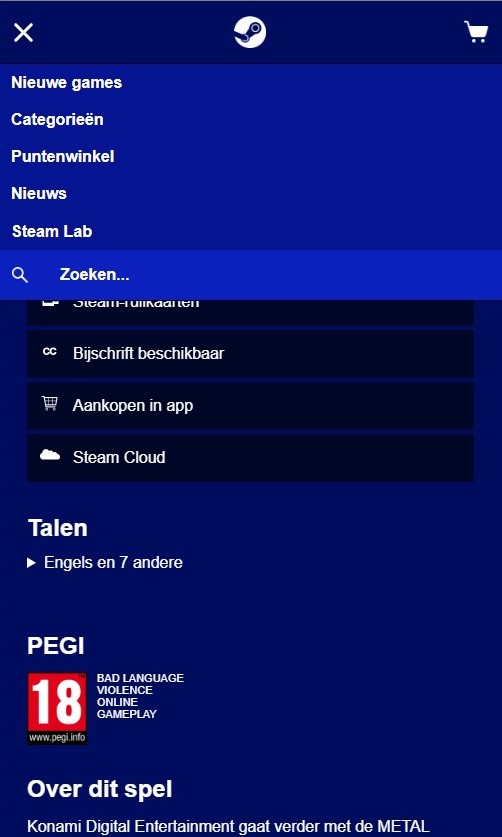 Nieuwe games
Categorieën
Puntenwinkel
Nieuws
Steam Lab
Zoeken...
Steam-ruilkaarten
CC Bijschrift beschikbaar
Aankopen in app
Steam Cloud
Talen
Engels en 7 andere
PEGI
18
www.pegi.info
BAD LANGUAGE
VIOLENCE
ONLINE
GAMEPLAY
Over dit spel
Konami Digital Entertainment gaat verder met de METAL